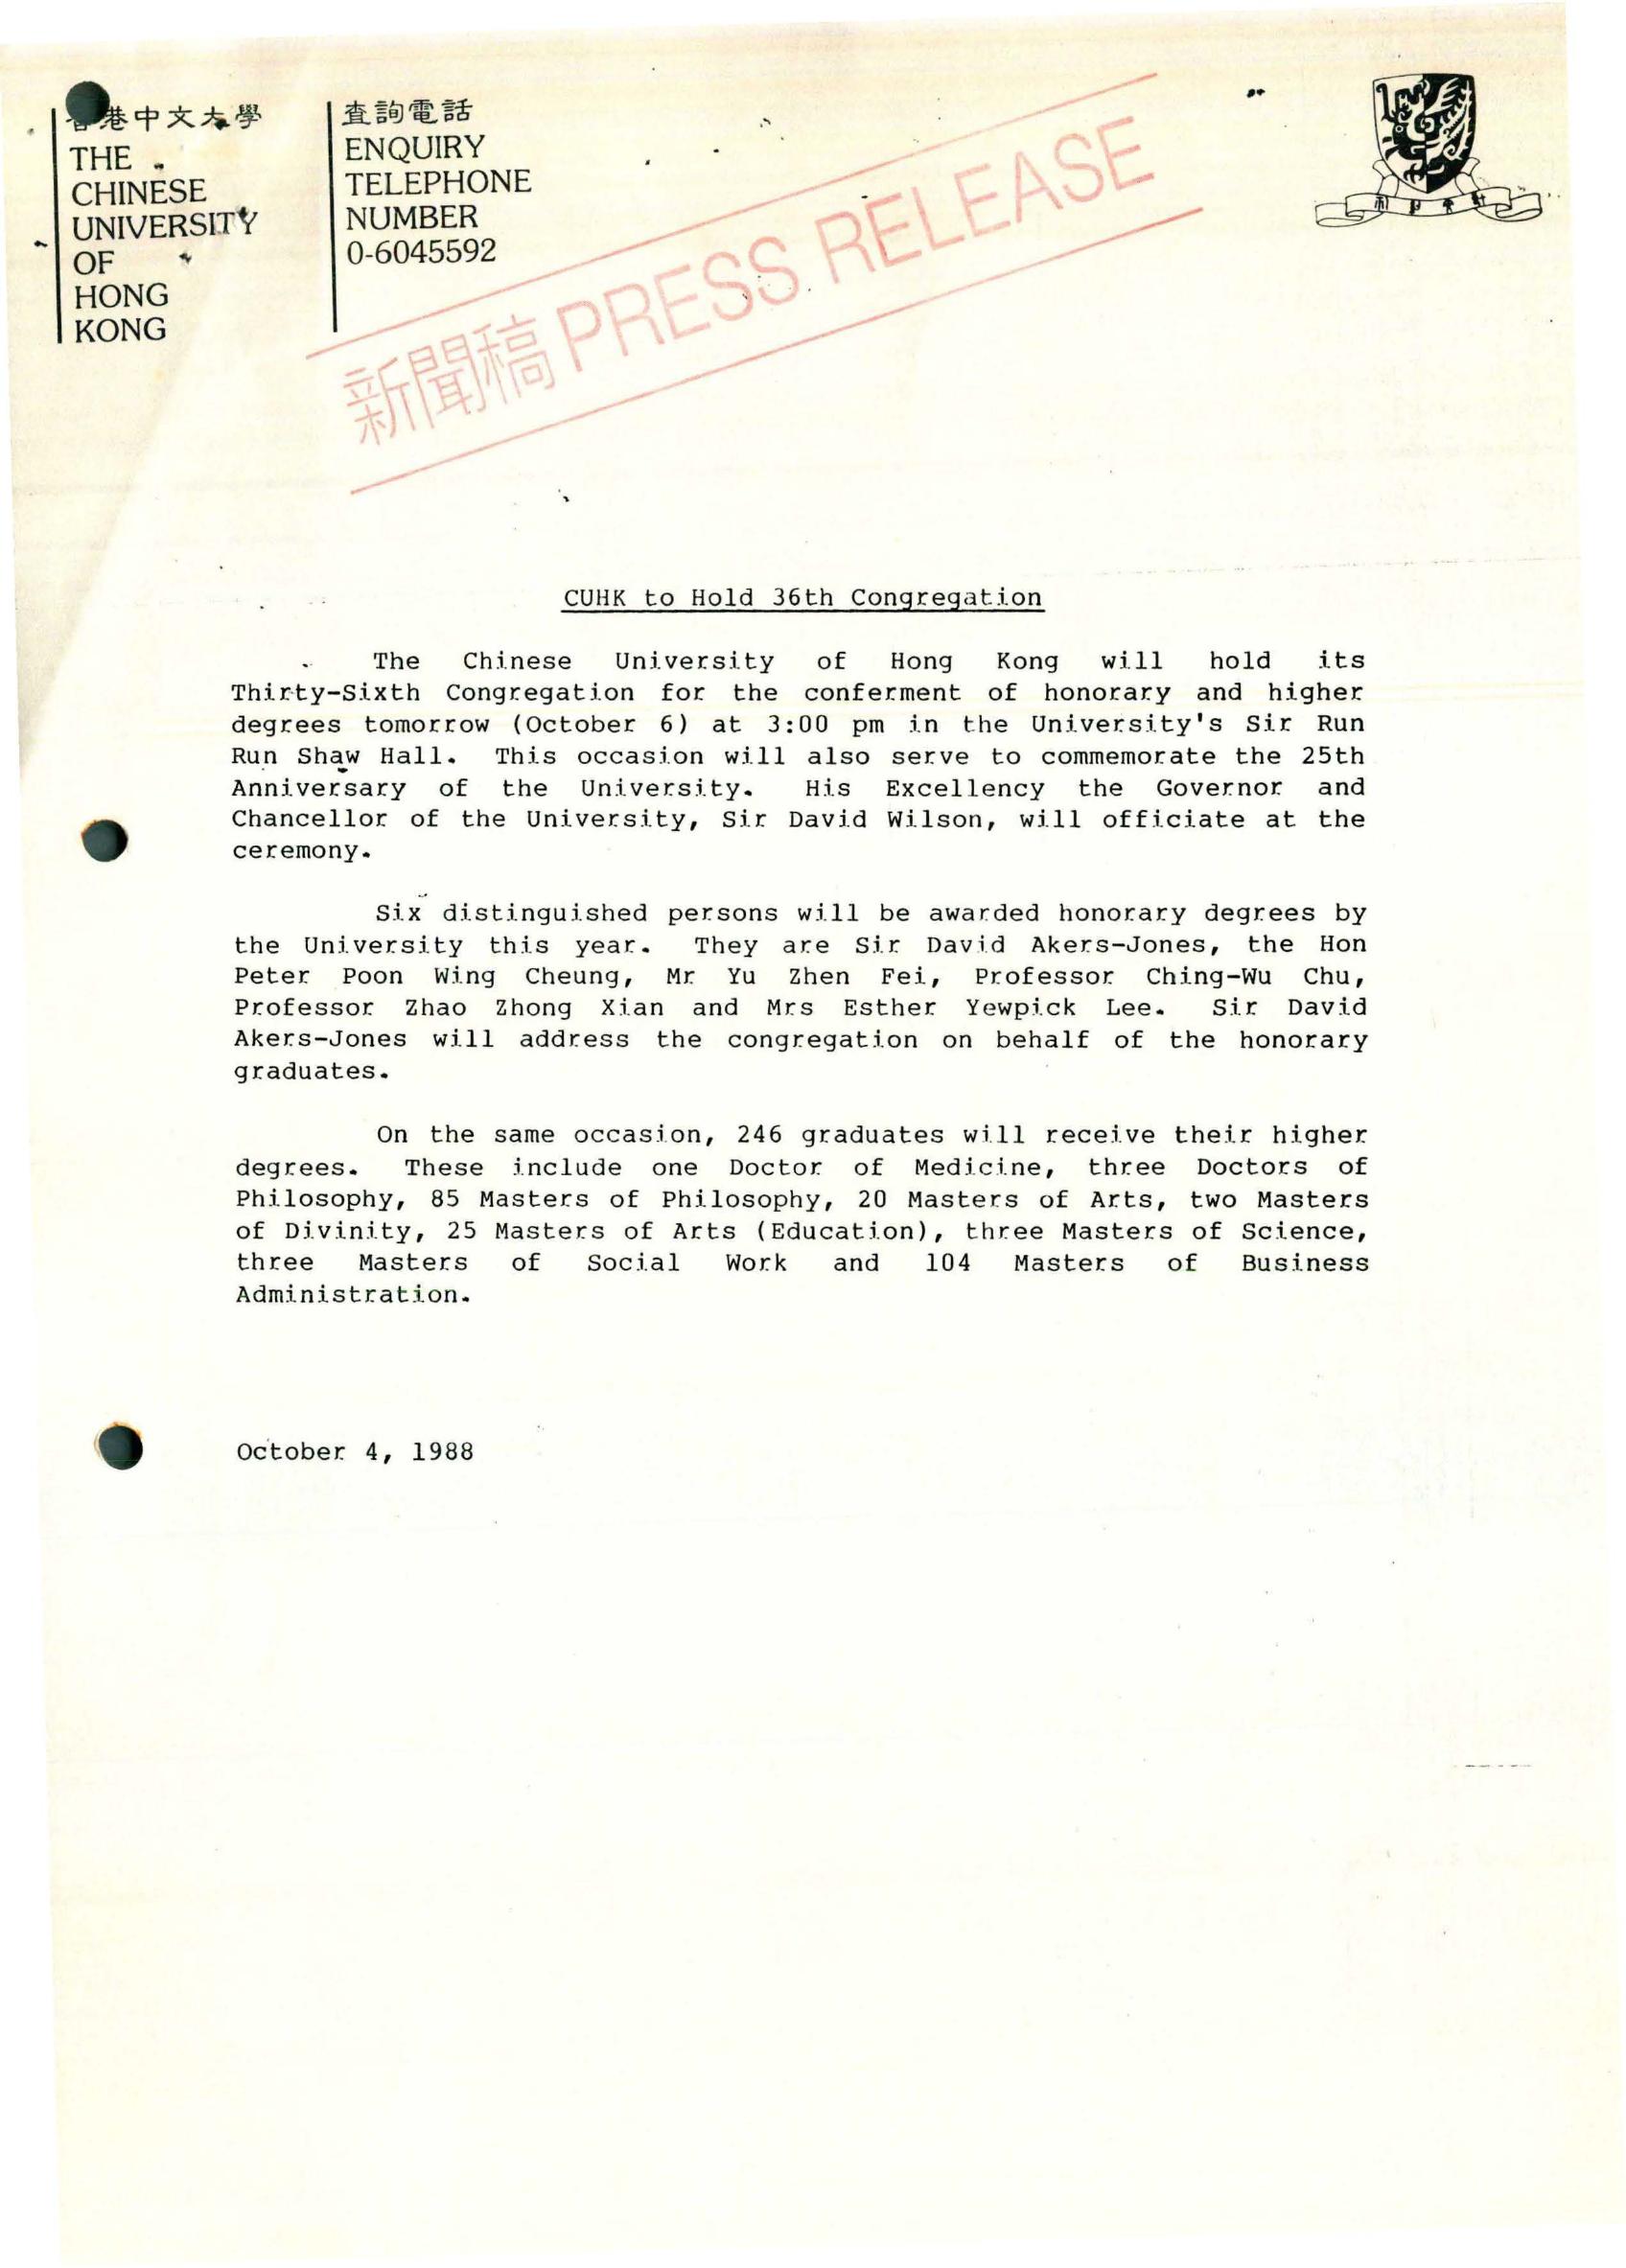 香港中文大學
THE
CHINESE
UNIVERSITY
OF
HONG
KONG
查詢電話
ENQUIRY
TELEPHONE
NUMBER
0-6045592
新聞稿 PRESS RELEASE
CUHK to Hold 36th Congregation
The Chinese University of Hong Kong will hold its
Thirty-Sixth Congregation for the conferment of honorary and higher
degrees tomorrow (October 6) at 3:00 pm in the University's Sir Run
Run Shaw Hall. This occasion will also serve to commemorate the 25th
Anniversary of the University. His Excellency the Governor and
Chancellor of the University, Sir David Wilson, will officiate at the
ceremony.
Six distinguished persons will be awarded honorary degrees by
the University this year. They are Sir David Akers-Jones, the Hon
Peter Poon Wing Cheung, Mr Yu Zhen Fei, Professor Ching-Wu Chu,
Professor Zhao Zhong Xian and Mrs Esther Yewpick Lee. Sir David
Akers-Jones will address the congregation on behalf of the honorary
graduates.
On the same occasion, 246 graduates will receive their higher
degrees. These include one Doctor of Medicine, three Doctors of
Philosophy, 85 Masters of Philosophy, 20 Masters of Arts, two Masters
of Divinity, 25 Masters of Arts (Education), three Masters of Science,
three Masters of Social Work and 104 Masters of Business
Administration.
October 4, 1988